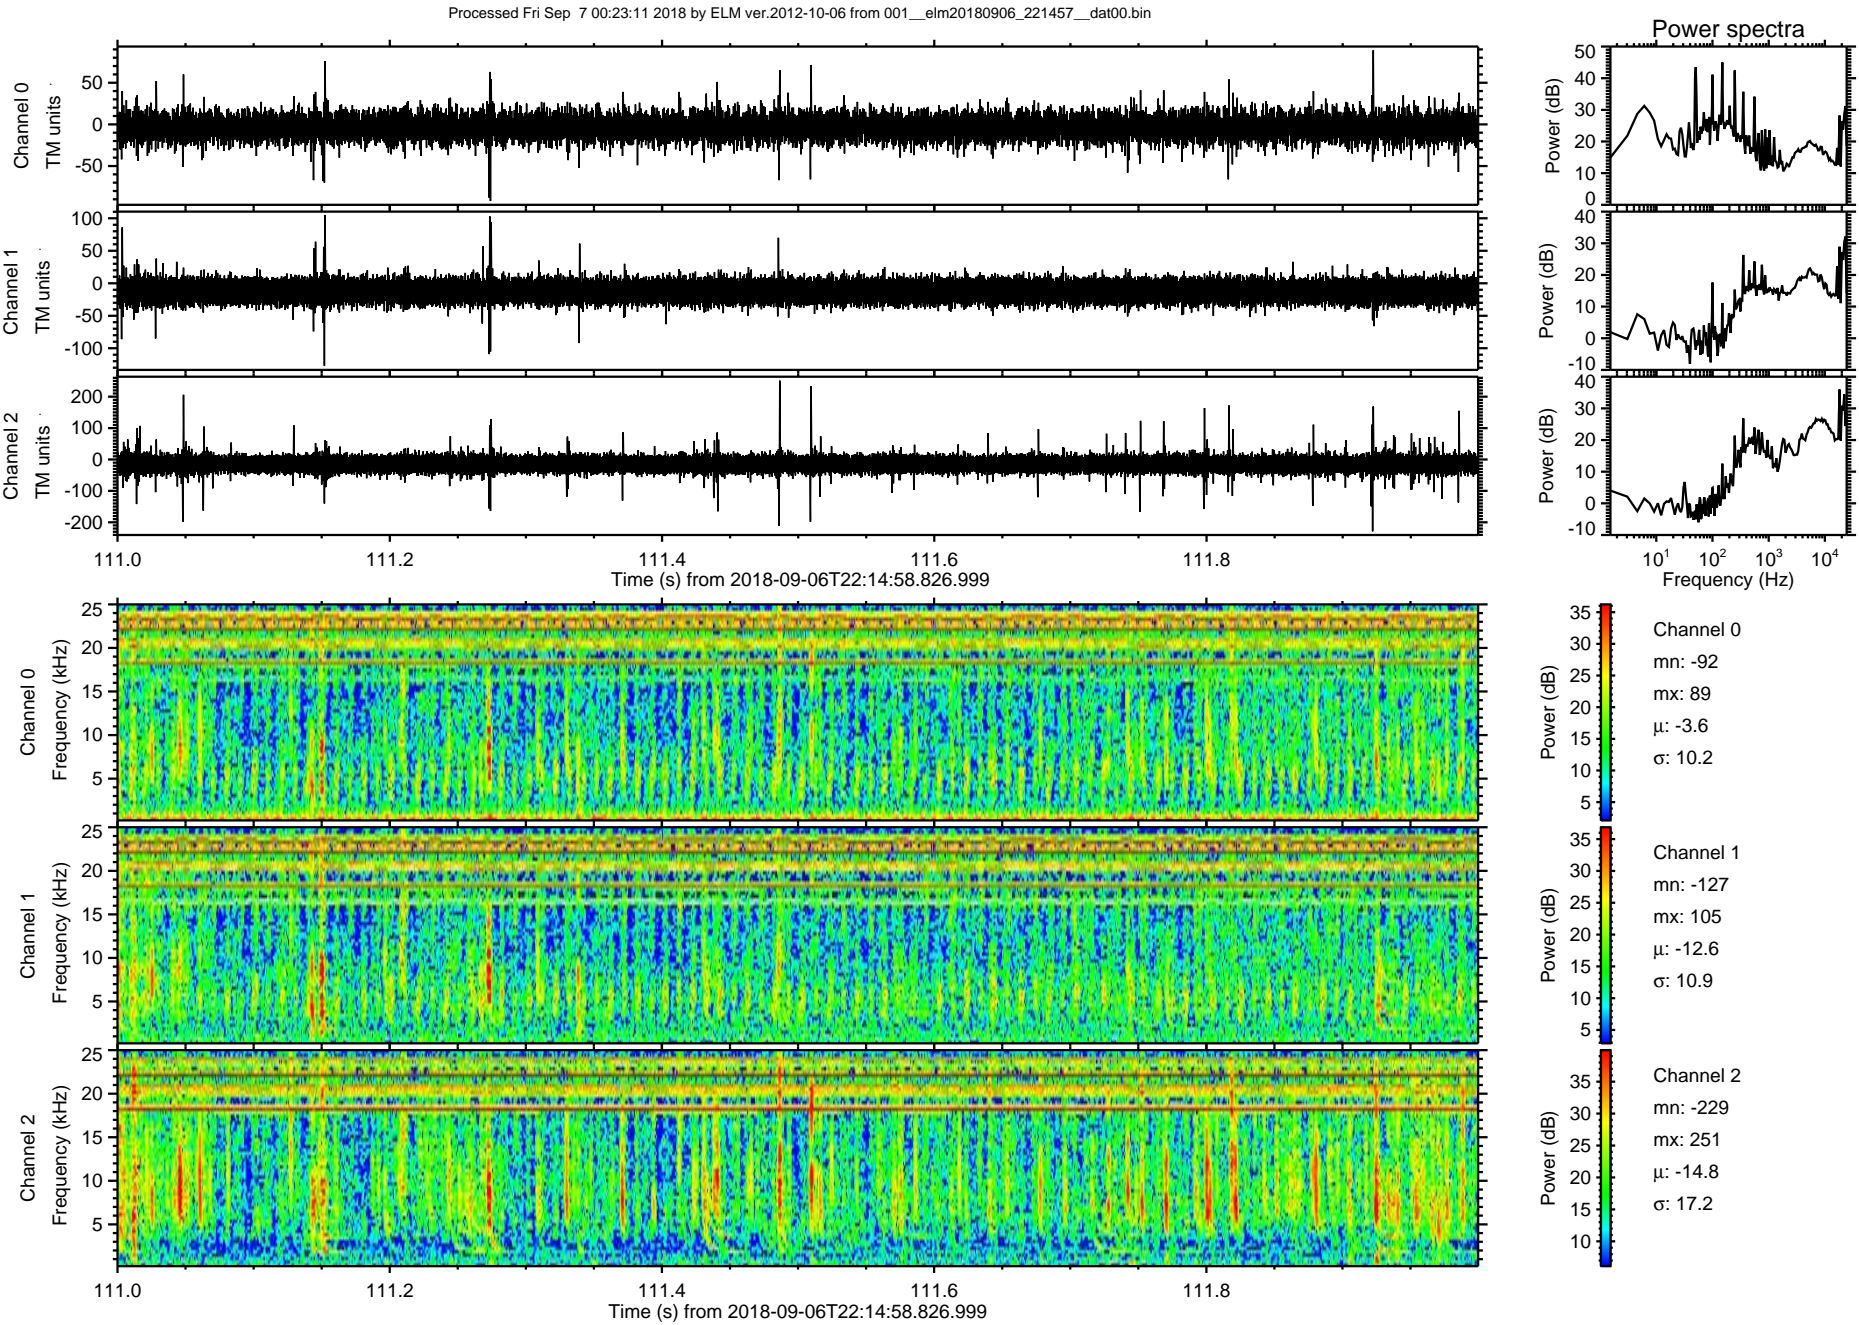 Processed Fri Sep  7 00:23:11 2018 by ELM ver.2012-10-06 from 001__elm20180906_221457__dat00.bin
Power spectra
Channel 0
TM units
50
0
-50
Power (dB)
50
40
30
20
10
0
Channel 1
TM units
100
50
0
-50
-100
Power (dB)
40
30
20
10
0
-10
Channel 2
TM units
200
100
0
-100
-200
Power (dB)
40
30
20
10
0
-10
111.0 111.2 111.4 111.6 111.8
Time (s) from 2018-09-06T22:14:58.826.999
10¹ 10² 10³ 10⁴
Frequency (Hz)
Channel 0
Frequency (kHz)
25
20
15
10
5
Power (dB)
35
30
25
20
15
10
5
Channel 0
mn: -92
mx: 89
μ: -3.6
σ: 10.2
Channel 1
Frequency (kHz)
25
20
15
10
5
Power (dB)
35
30
25
20
15
10
5
Channel 1
mn: -127
mx: 105
μ: -12.6
σ: 10.9
Channel 2
Frequency (kHz)
25
20
15
10
5
Power (dB)
35
30
25
20
15
10
Channel 2
mn: -229
mx: 251
μ: -14.8
σ: 17.2
111.0 111.2 111.4 111.6 111.8
Time (s) from 2018-09-06T22:14:58.826.999